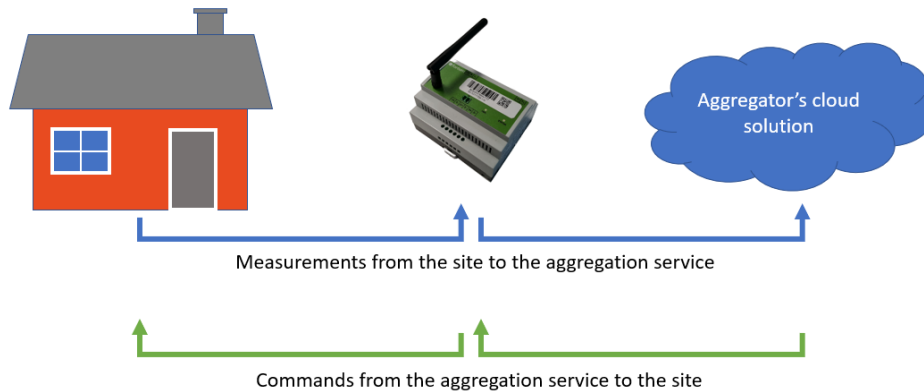 Aggregator's cloud
solution
Measurements from the site to the aggregation service
Commands from the aggregation service to the site